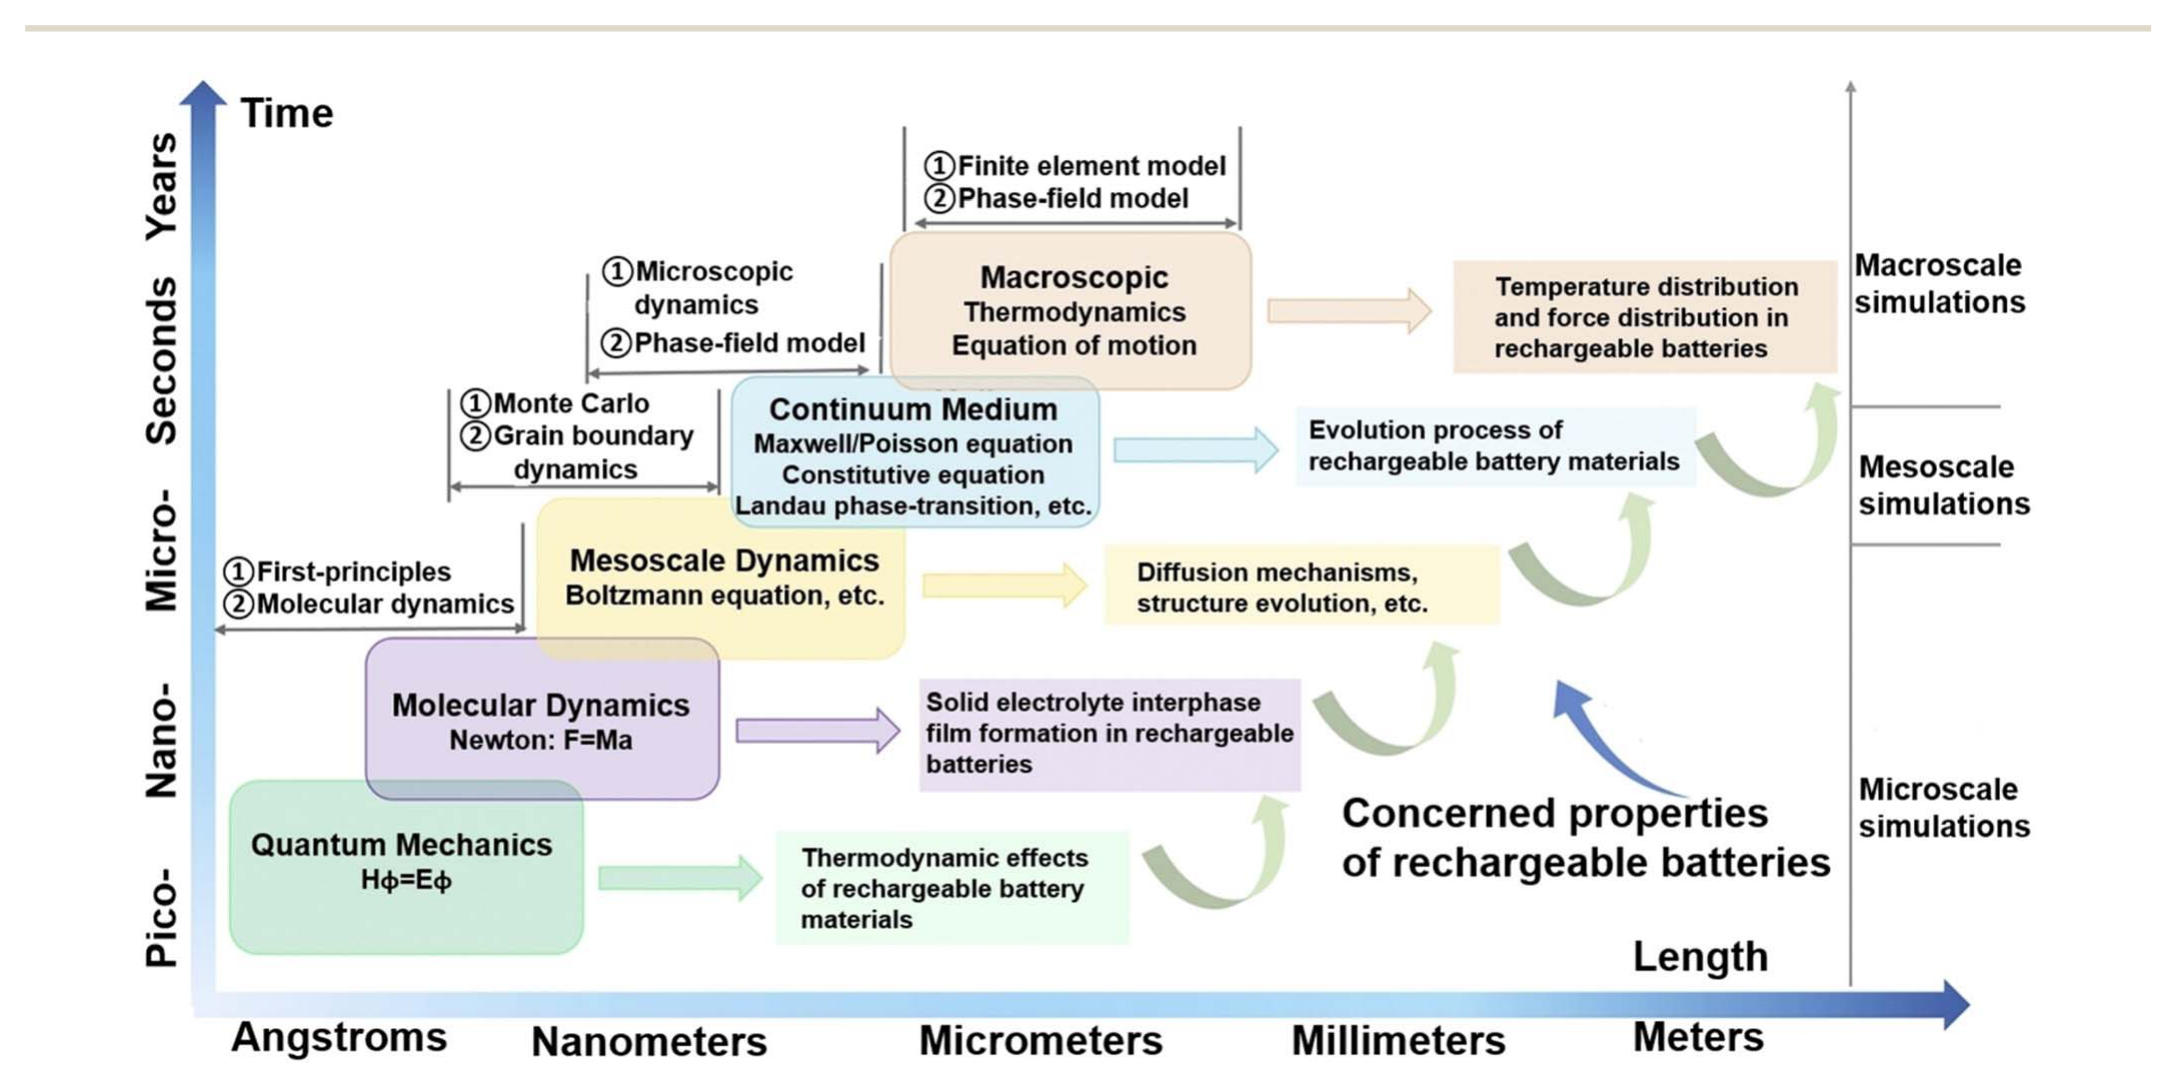 Time
Years
Seconds
Micro-
Nano-
Pico-
①Finite element model
②Phase-field model
①Microscopic
dynamics
②Phase-field model
①Monte Carlo
②Grain boundary
dynamics
①First-principles
②Molecular dynamics
Macroscopic
Thermodynamics
Equation of motion
Temperature distribution
and force distribution in
rechargeable batteries
Continuum Medium
Maxwell/Poisson equation
Constitutive equation
Landau phase-transition, etc.
Evolution process of
rechargeable battery materials
Mesoscale Dynamics
Boltzmann equation, etc.
Diffusion mechanisms,
structure evolution, etc.
Molecular Dynamics
Newton: F=Ma
Solid electrolyte interphase
film formation in rechargeable
batteries
Quantum Mechanics
Hϕ=Eϕ
Thermodynamic effects
of rechargeable battery
materials
Concerned properties
of rechargeable batteries
Macroscale
simulations
Mesoscale
simulations
Microscale
simulations
Length
Angstroms
Nanometers
Micrometers
Millimeters
Meters